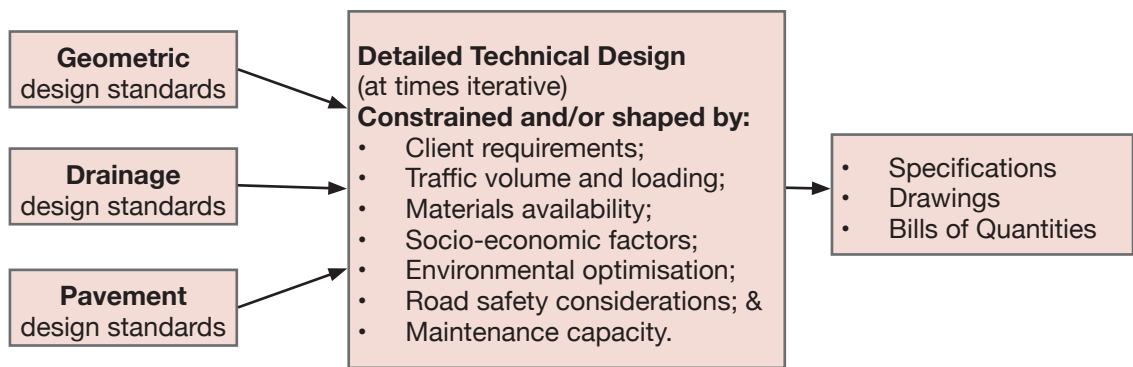 Geometric
design standards
Drainage
design standards
Pavement
design standards
Detailed Technical Design
(at times iterative)
Constrained and/or shaped by:
• Client requirements;
• Traffic volume and loading;
• Materials availability;
• Socio-economic factors;
• Environmental optimisation;
• Road safety considerations; &
• Maintenance capacity.
• Specifications
• Drawings
• Bills of Quantities